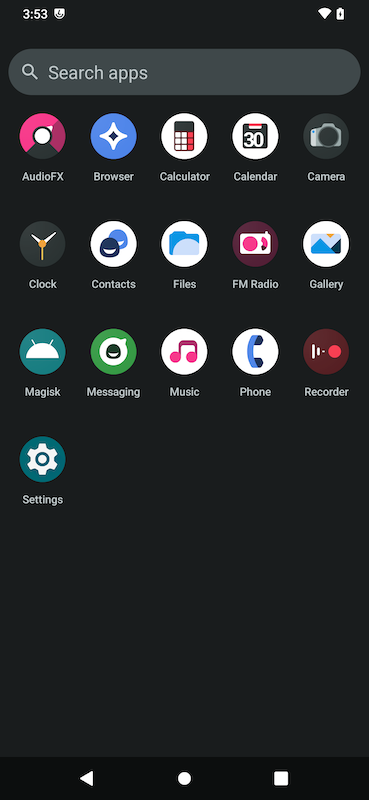 3:53
Search apps
AudioFX Browser Calculator Calendar Camera
30
Clock Contacts Files FM Radio Gallery
Magisk Messaging Music Phone Recorder
Settings